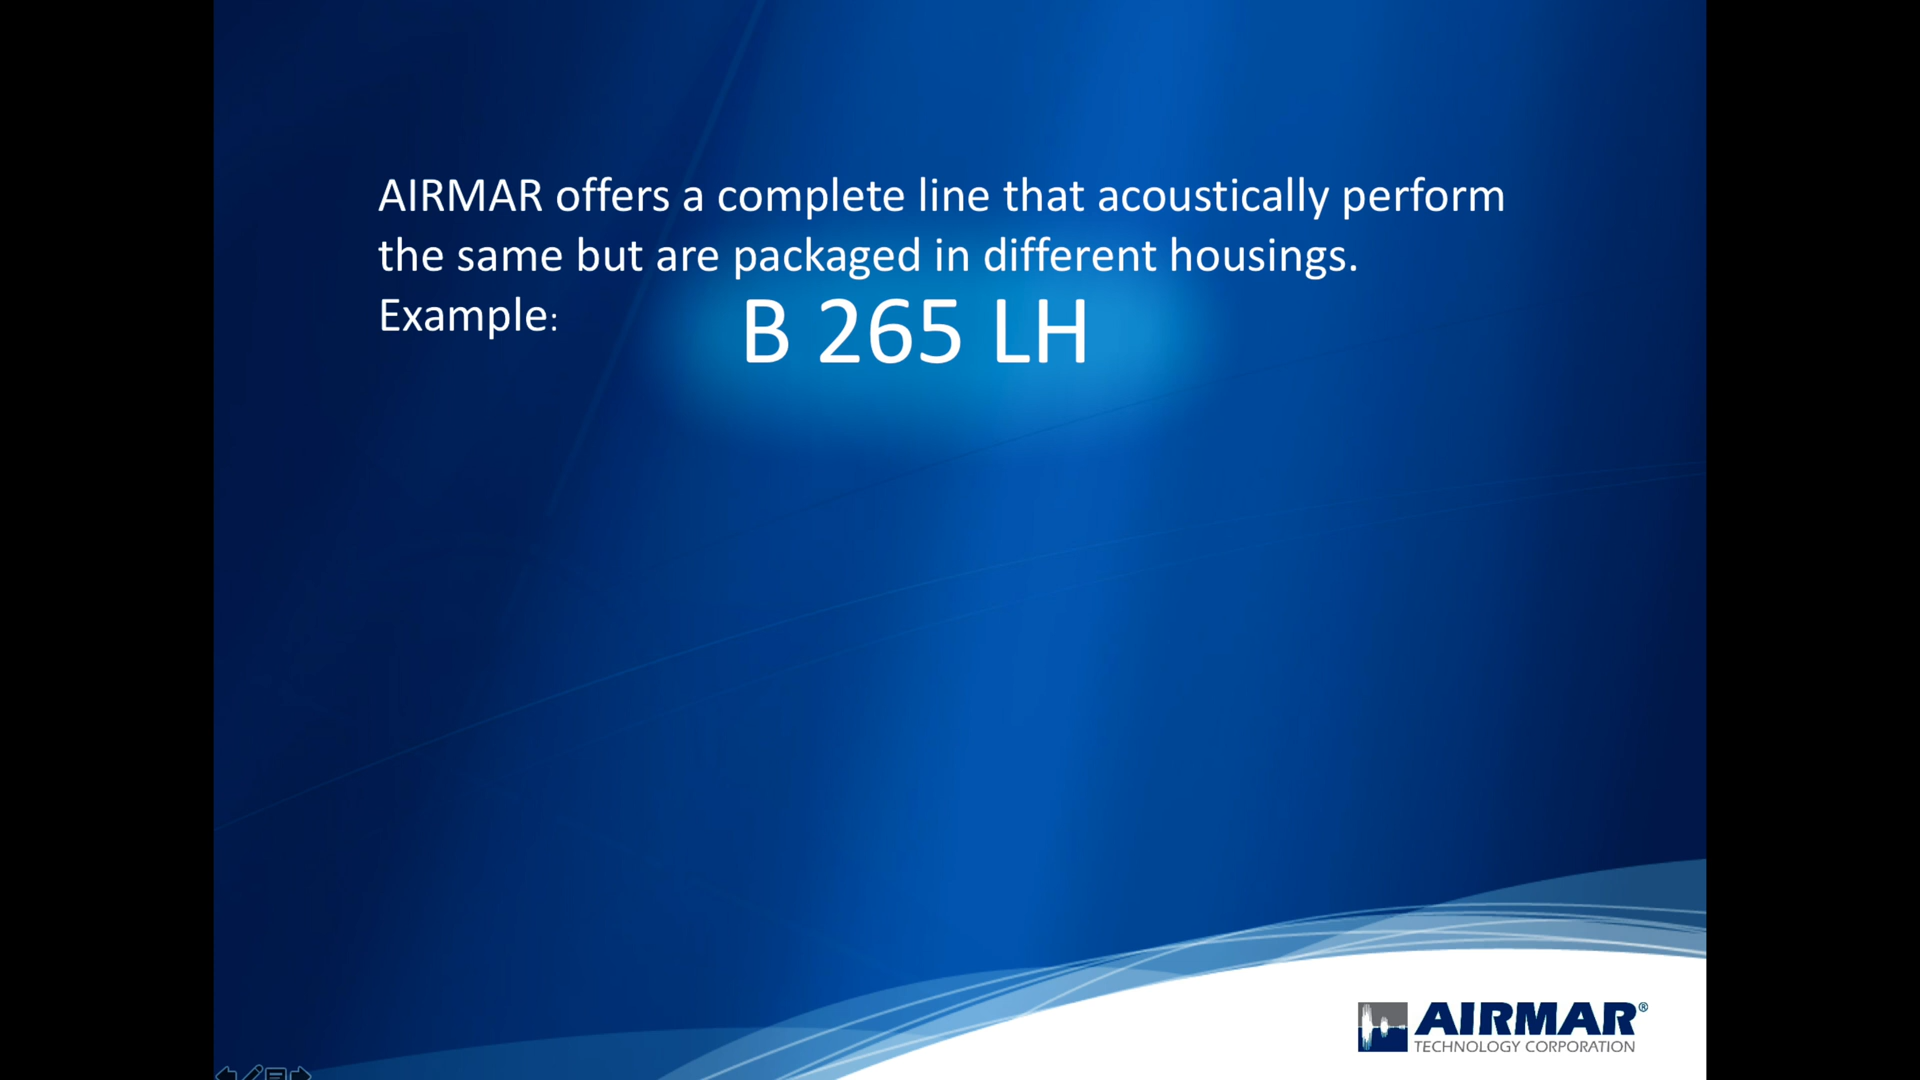 AIRMAR offers a complete line that acoustically perform
the same but are packaged in different housings.
Example:
B 265 LH
AIRMAR®
TECHNOLOGY CORPORATION